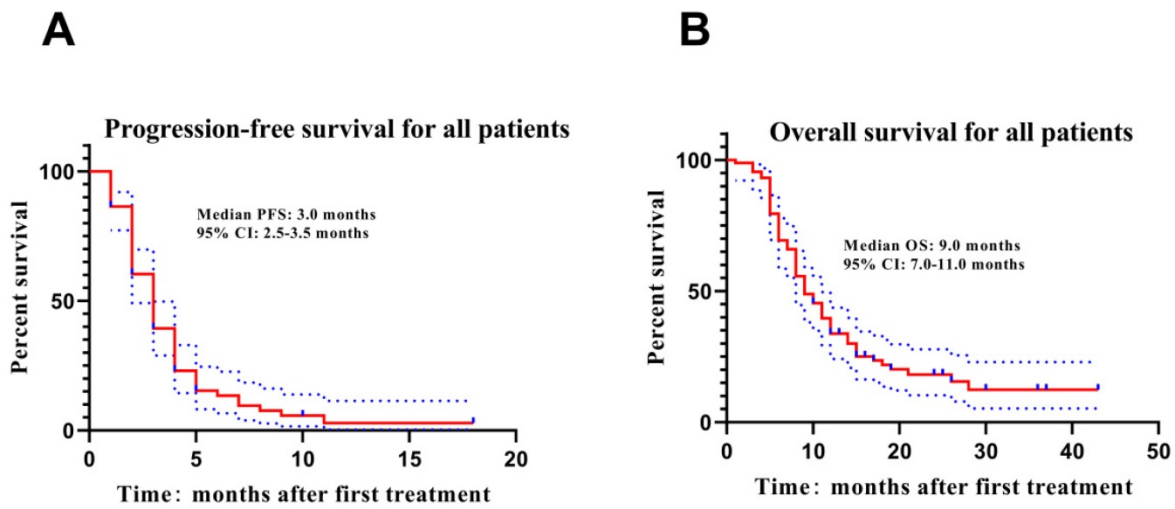 A
Progression-free survival for all patients
Percent survival
100
50
0
Median PFS: 3.0 months
95% CI: 2.5-3.5 months
0 5 10 15 20
Time: months after first treatment
B
Overall survival for all patients
Percent survival
100
50
0
Median OS: 9.0 months
95% CI: 7.0-11.0 months
0 10 20 30 40 50
Time: months after first treatment